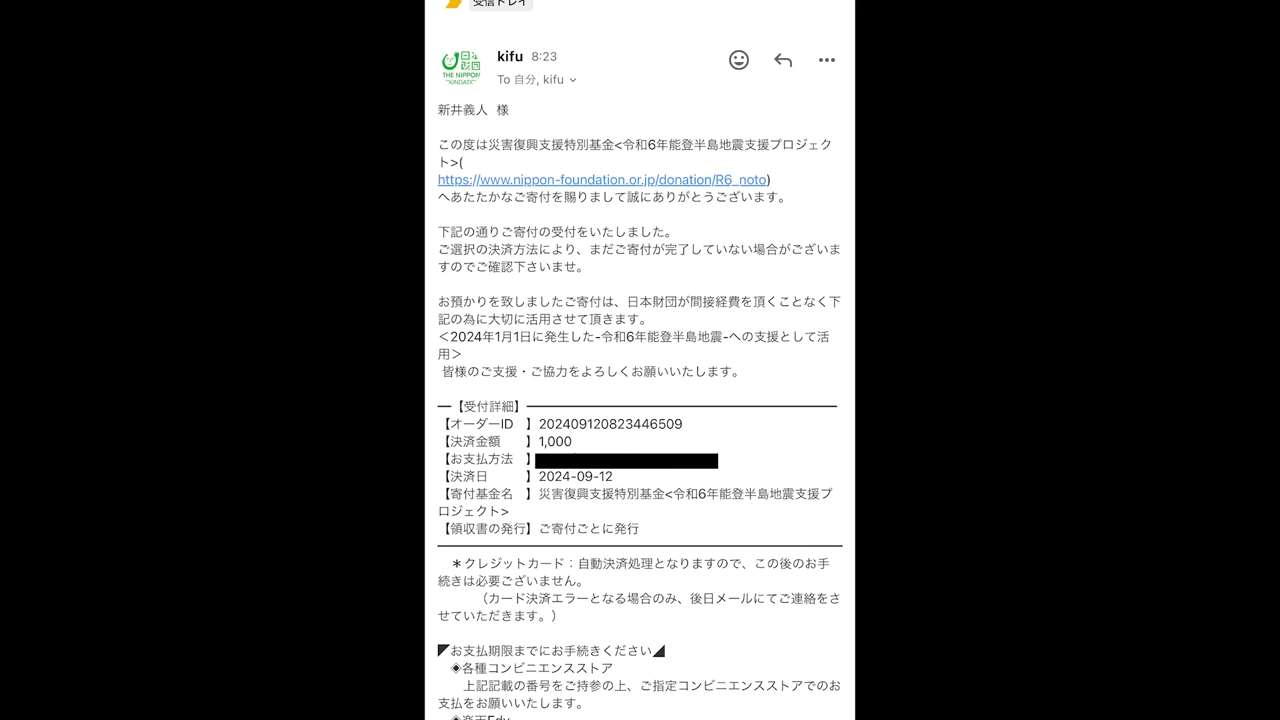 受信トレイ
日本財団
THE NIPPON
FOUNDATION
kifu 8:23
To 自分, kifu
新井義人 様
この度は災害復興支援特別基金<令和6年能登半島地震支援プロジェク
ト>(
https://www.nippon-foundation.or.jp/donation/R6_noto)
へあたたかなご寄付を賜りまして誠にありがとうございます。
下記の通りご寄付の受付をいたしました。
ご選択の決済方法により、まだご寄付が完了していない場合がございま
すのでご確認下さいませ。
お預かりを致しましたご寄付は、日本財団が間接経費を頂くことなく下
記の為に大切に活用させて頂きます。
＜2024年1月1日に発生した-令和6年能登半島地震-への支援として活
用＞
皆様のご支援・ご協力をよろしくお願いいたします。
―【受付詳細】―――――――――――――――――――
【オーダーID 】202409120823446509
【決済金額 】1,000
【お支払方法 】
【決済日 】2024-09-12
【寄付基金名 】災害復興支援特別基金<令和6年能登半島地震支援プ
ロジェクト>
【領収書の発行】ご寄付ごとに発行
＊クレジットカード：自動決済処理となりますので、この後のお手
続きは必要ございません。
（カード決済エラーとなる場合のみ、後日メールにてご連絡をさ
せていただきます。）
◤お支払期限までにお手続きください◢
◈各種コンビニエンスストア
上記記載の番号をご持参の上、ご指定コンビニエンスストアでのお
支払をお願いいたします。
◈楽天Edy